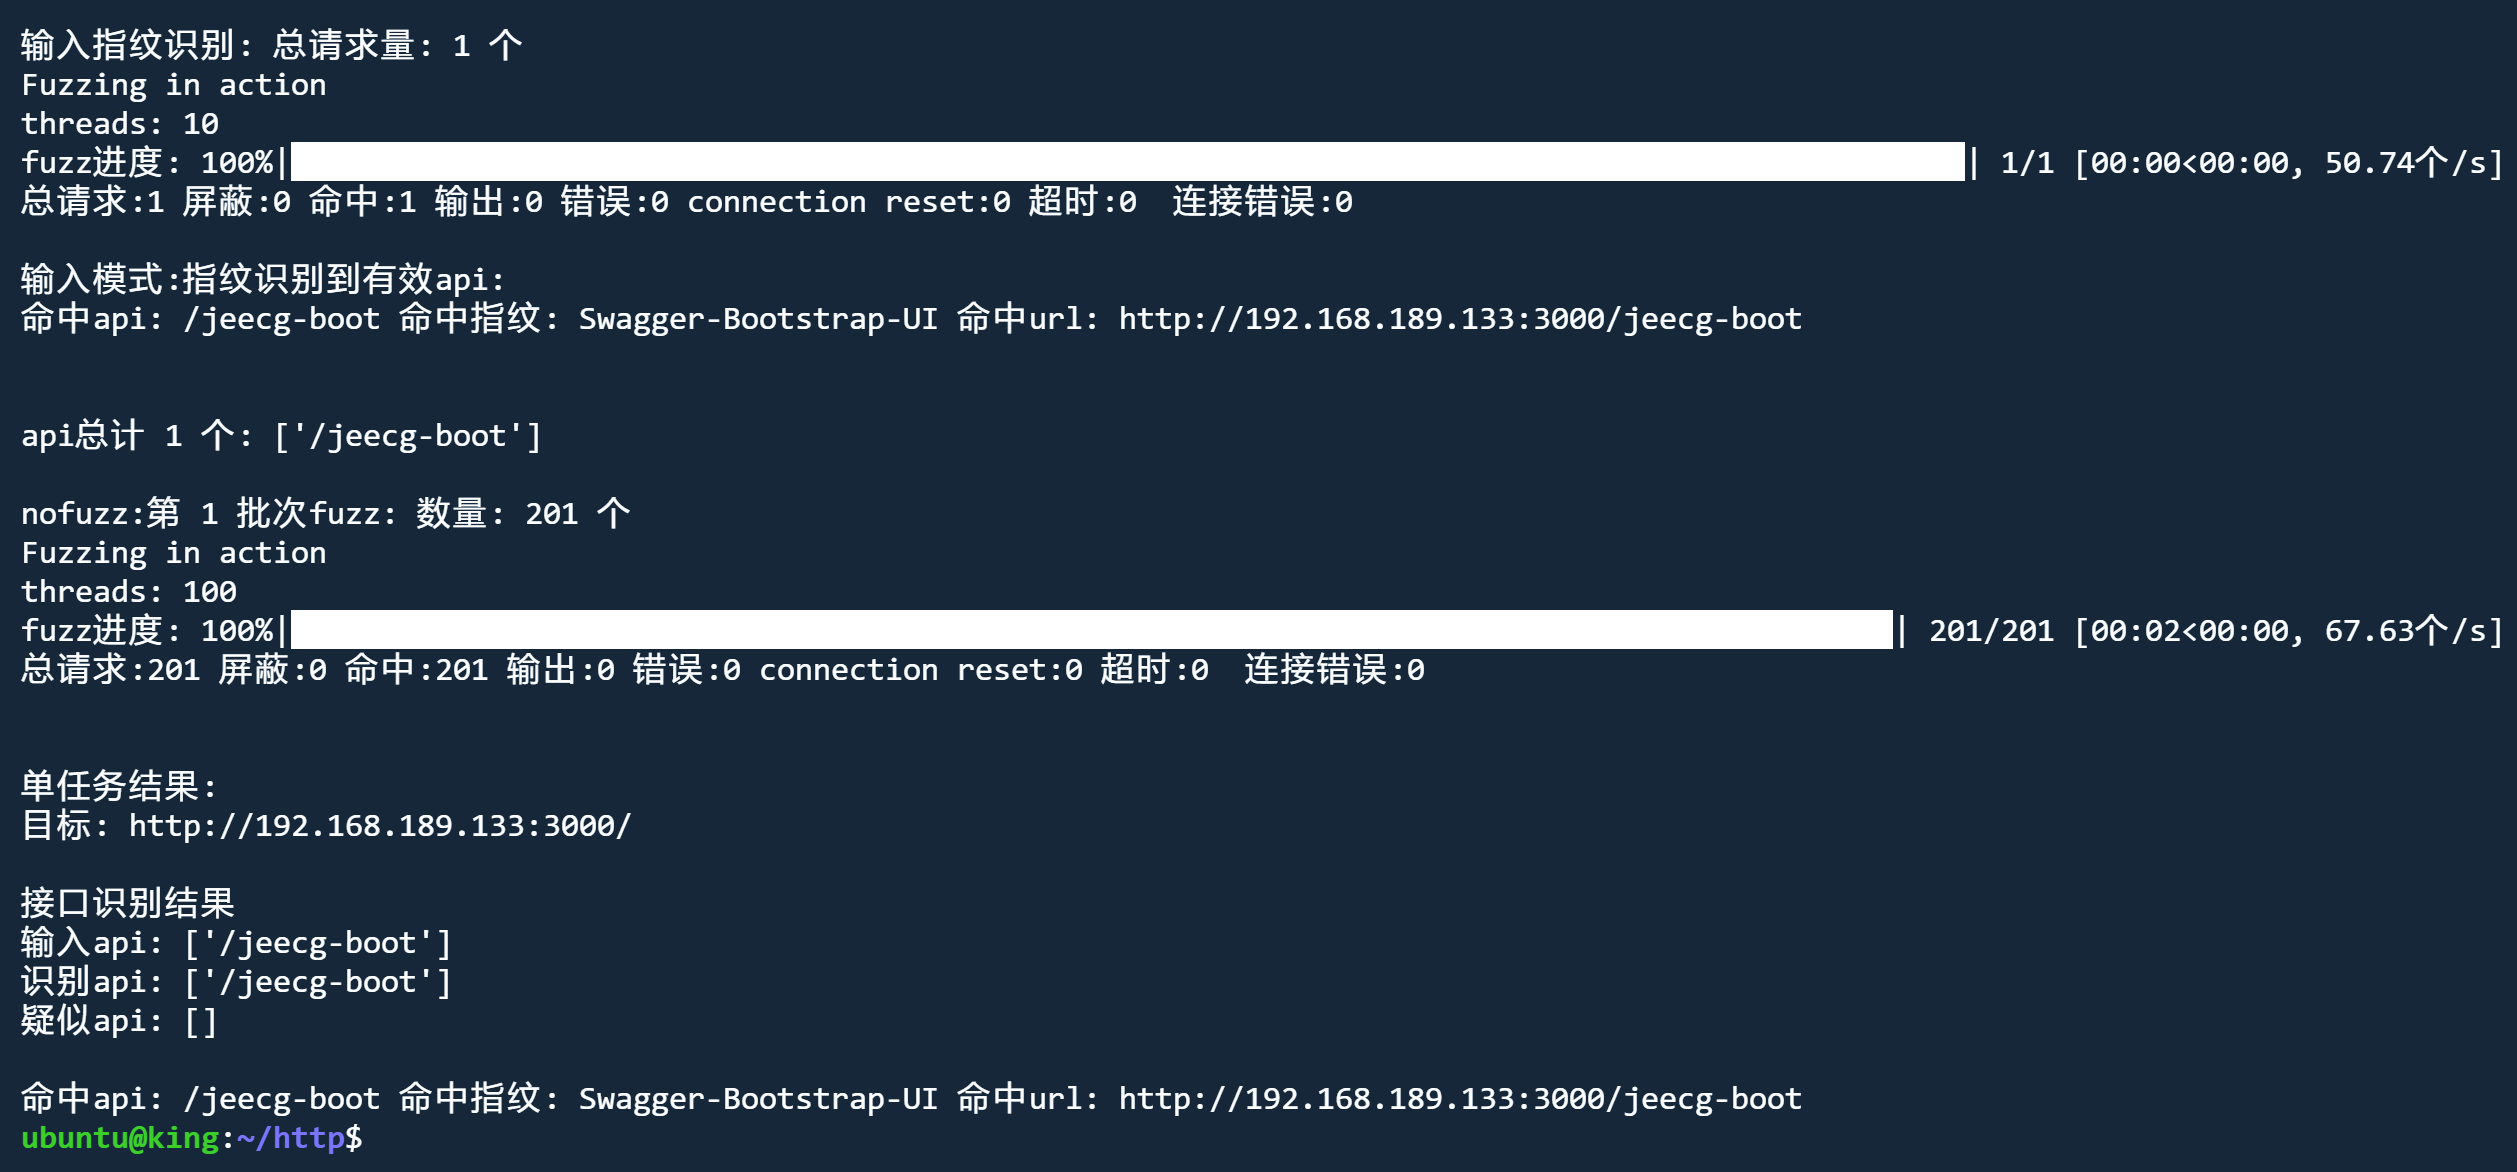 输入指纹识别: 总请求量: 1 个
Fuzzing in action
threads: 10
fuzz进度: 100%| | 1/1 [00:00<00:00, 50.74个/s]
总请求:1 屏蔽:0 命中:1 输出:0 错误:0 connection reset:0 超时:0  连接错误:0
输入模式:指纹识别到有效api:
命中api: /jeecg-boot 命中指纹: Swagger-Bootstrap-UI 命中url: http://192.168.189.133:3000/jeecg-boot
api总计 1 个: ['/jeecg-boot']
nofuzz:第 1 批次fuzz: 数量: 201 个
Fuzzing in action
threads: 100
fuzz进度: 100%| | 201/201 [00:02<00:00, 67.63个/s]
总请求:201 屏蔽:0 命中:201 输出:0 错误:0 connection reset:0 超时:0  连接错误:0
单任务结果:
目标: http://192.168.189.133:3000/
接口识别结果
输入api: ['/jeecg-boot']
识别api: ['/jeecg-boot']
疑似api: []
命中api: /jeecg-boot 命中指纹: Swagger-Bootstrap-UI 命中url: http://192.168.189.133:3000/jeecg-boot
ubuntu@king:~/http$